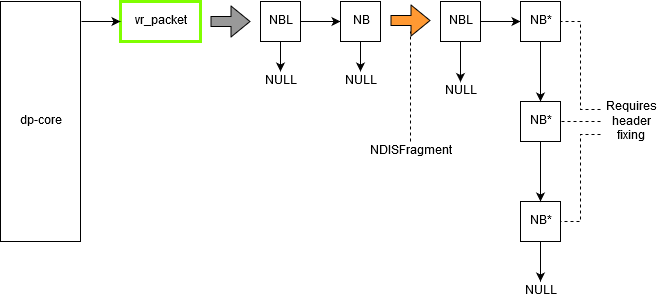 dp-core
vr_packet
NBL
NB
NBL
NB*
NULL
NULL
NULL
NDISFragment
NB*
Requires
header
fixing
NB*
NULL